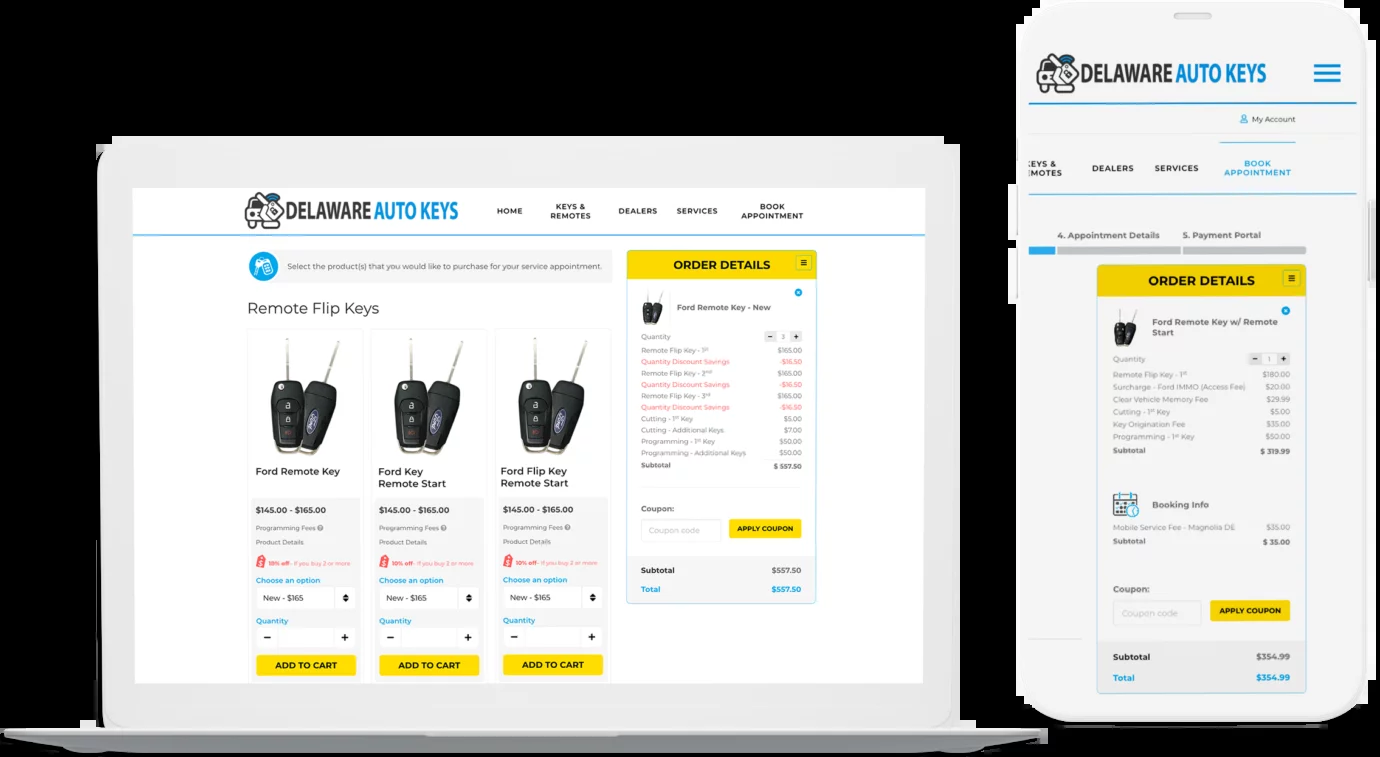 DELAWARE AUTO KEYS
HOME
KEYS &
REMOTES
DEALERS
SERVICES
BOOK
APPOINTMENT
Select the product(s) that you would like to purchase for your service appointment.
Remote Flip Keys
Ford Remote Key
$145.00 - $165.00
Programming Fees
Product Details
10% off - If you buy 2 or more
Choose an option
New - $165
Quantity
− +
ADD TO CART
Ford Key
Remote Start
$145.00 - $165.00
Programming Fees
Product Details
10% off - If you buy 2 or more
Choose an option
New - $165
Quantity
− +
ADD TO CART
Ford Flip Key
Remote Start
$145.00 - $165.00
Programming Fees
Product Details
10% off - If you buy 2 or more
Choose an option
New - $165
Quantity
− +
ADD TO CART
ORDER DETAILS
Ford Remote Key - New
Quantity − 3 +
Remote Flip Key - 1st $165.00
Quantity Discount Savings -$16.50
Remote Flip Key - 2nd $165.00
Quantity Discount Savings -$16.50
Remote Flip Key - 3rd $165.00
Quantity Discount Savings -$16.50
Cutting - 1st Key $5.00
Cutting - Additional Keys $7.00
Programming - 1st Key $50.00
Programming - Additional Keys $50.00
Subtotal $ 557.50
Coupon:
Coupon code APPLY COUPON
Subtotal $557.50
Total $557.50
DELAWARE AUTO KEYS
My Account
KEYS &
EMOTES
DEALERS
SERVICES
BOOK
APPOINTMENT
4. Appointment Details 5. Payment Portal
ORDER DETAILS
Ford Remote Key w/ Remote
Start
Quantity − 1 +
Remote Flip Key - 1st $180.00
Surcharge - Ford IMMO (Access Fee) $20.00
Clear Vehicle Memory Fee $29.99
Cutting - 1st Key $5.00
Key Origination Fee $35.00
Programming - 1st Key $50.00
Subtotal $ 319.99
Booking Info
Mobile Service Fee - Magnolia DE $35.00
Subtotal $ 35.00
Coupon:
Coupon code APPLY COUPON
Subtotal $354.99
Total $354.99